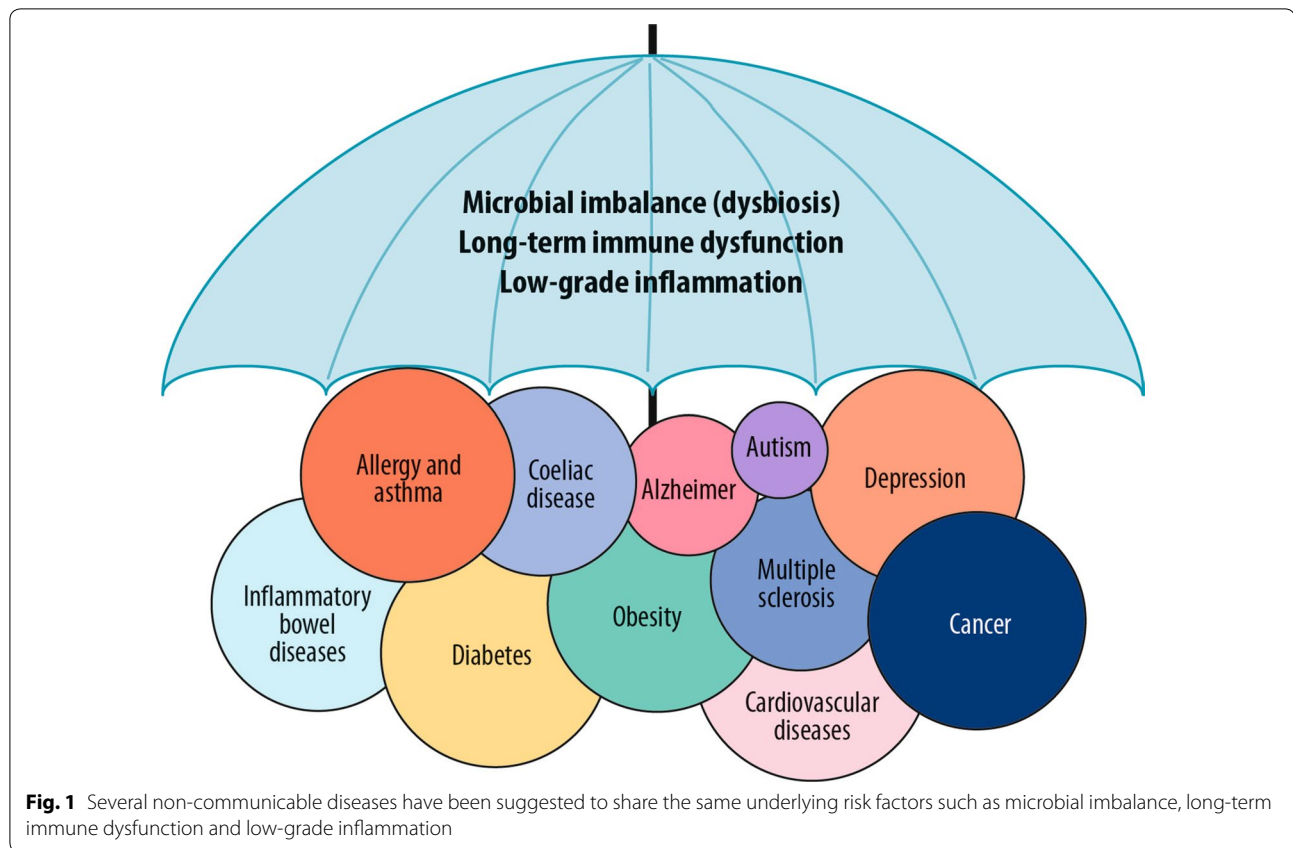 Microbial imbalance (dysbiosis)
Long-term immune dysfunction
Low-grade inflammation
Allergy and
asthma
Coeliac
disease
Alzheimer
Autism
Depression
Inflammatory
bowel
diseases
Diabetes
Obesity
Multiple
sclerosis
Cancer
Cardiovascular
diseases
Fig. 1 Several non-communicable diseases have been suggested to share the same underlying risk factors such as microbial imbalance, long-term
immune dysfunction and low-grade inflammation